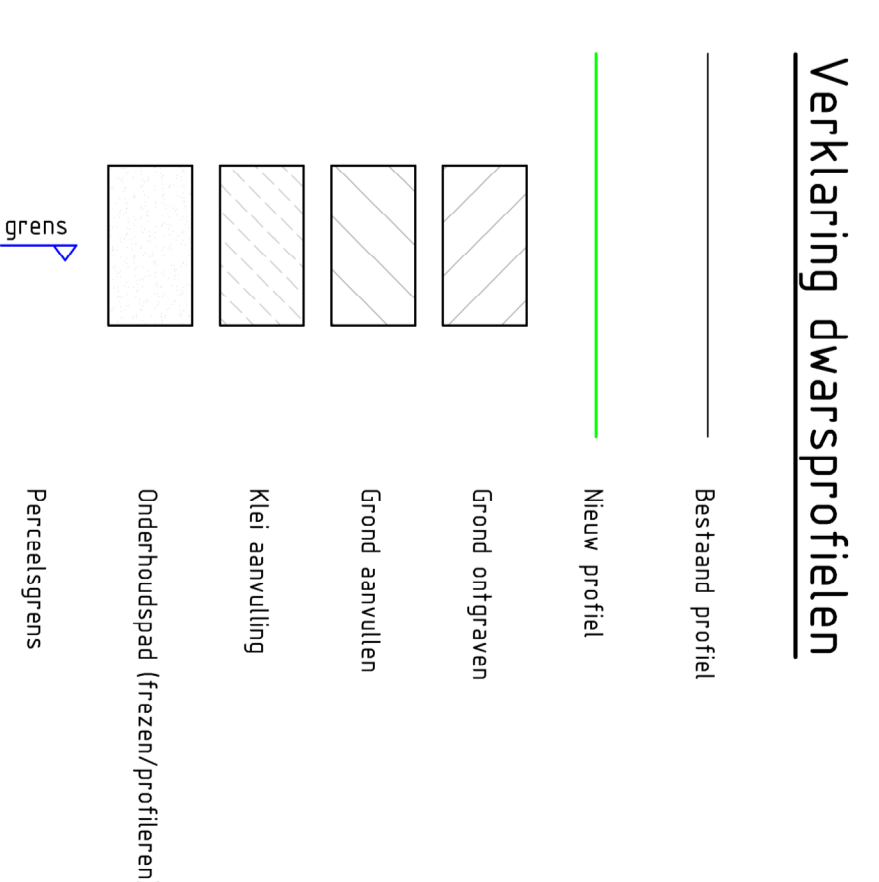 Verklaring dwarsprofielen
Bestaand profiel
Nieuw profiel
Grond ontgraven
Grond aanvullen
Klei aanvulling
Onderhoudspad (frezen/profileren
grens
Perceelsgrens